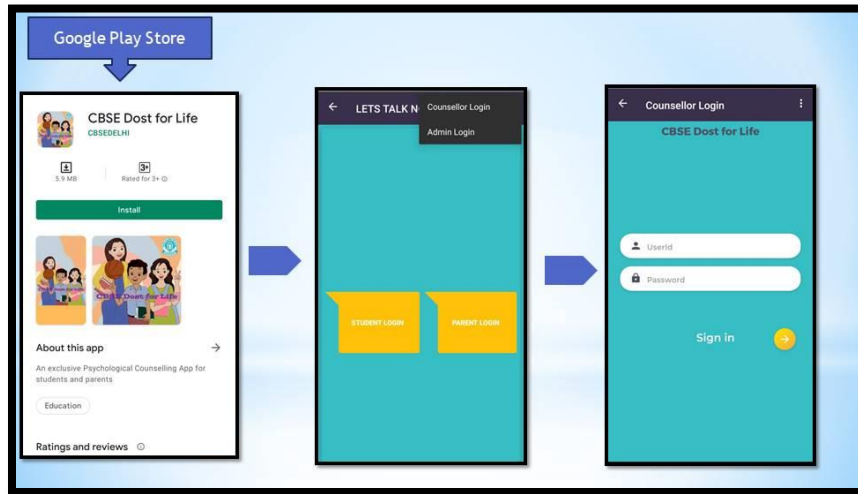 Google Play Store
CBSE Dost for Life
CBSEDELHI
5.9 MB
3+
Rated for 3+
Install
CBSE Dost for Life
About this app
An exclusive Psychological Counselling App for
students and parents
Education
Ratings and reviews
LETS TALK N
Counsellor Login
Admin Login
STUDENT LOGIN
PARENT LOGIN
Counsellor Login
CBSE Dost for Life
UserId
Password
Sign in